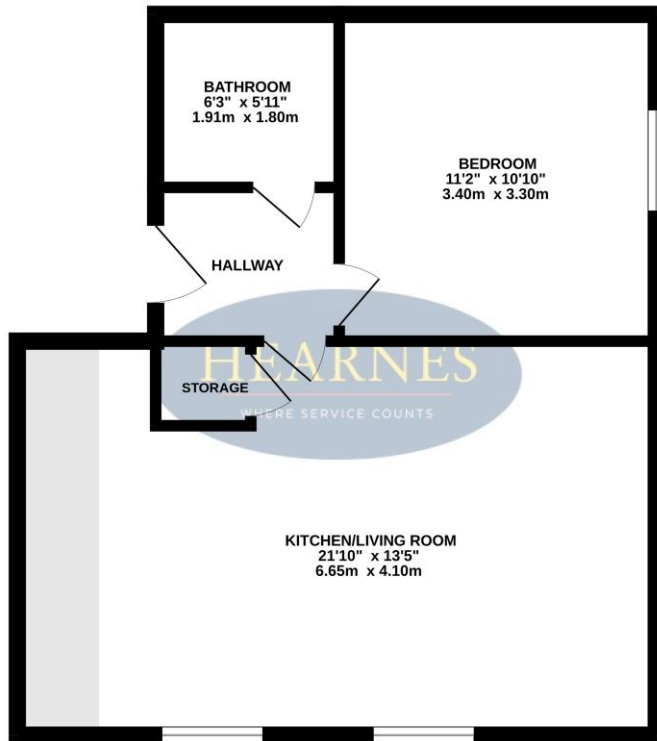 BATHROOM
6'3" x 5'11"
1.91m x 1.80m
BEDROOM
11'2" x 10'10"
3.40m x 3.30m
HALLWAY
HEARNES
STORAGE
WHERE SERVICE COUNTS
KITCHEN/LIVING ROOM
21'10" x 13'5"
6.65m x 4.10m